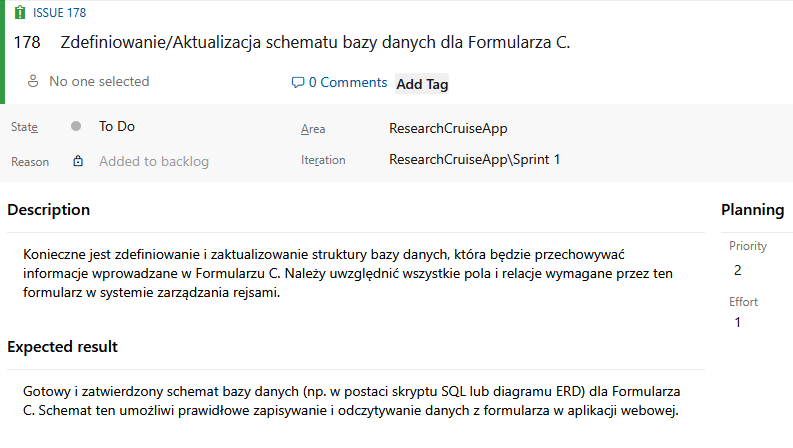 ISSUE 178
178 Zdefiniowanie/Aktualizacja schematu bazy danych dla Formularza C.
No one selected
0 Comments
Add Tag
State To Do
Area ResearchCruiseApp
Reason Added to backlog
Iteration ResearchCruiseApp\Sprint 1
Description
Konieczne jest zdefiniowanie i zaktualizowanie struktury bazy danych, która będzie przechowywać
informacje wprowadzane w Formularzu C. Należy uwzględnić wszystkie pola i relacje wymagane przez ten
formularz w systemie zarządzania rejsami.
Expected result
Gotowy i zatwierdzony schemat bazy danych (np. w postaci skryptu SQL lub diagramu ERD) dla Formularza
C. Schemat ten umożliwi prawidłowe zapisywanie i odczytywanie danych z formularza w aplikacji webowej.
Planning
Priority
2
Effort
1